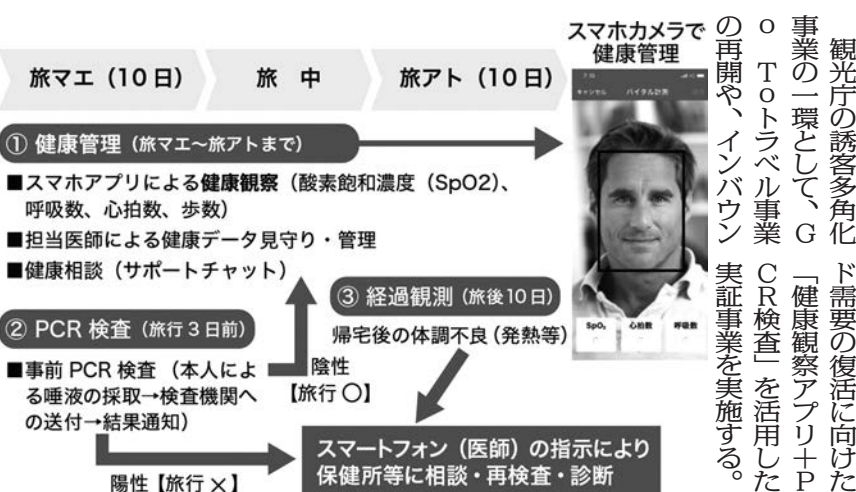 旅マエ（10日）
旅 中
旅アト（10日）
スマホカメラで
健康管理
① 健康管理（旅マエ～旅アトまで）
■スマホアプリによる健康観察（酸素飽和濃度（SpO2）、
呼吸数、心拍数、歩数）
■担当医師による健康データ見守り・管理
■健康相談（サポートチャット）
② PCR 検査（旅行3日前）
■事前 PCR 検査 （本人によ
る唾液の採取→検査機関へ
の送付→結果通知）
陰性
【旅行 〇】
陽性【旅行 ×】
③ 経過観測（旅後10日）
帰宅後の体調不良（発熱等）
スマートフォン（医師）の指示により
保健所等に相談・再検査・診断
キャンセル
バイタル計測
SpO₂
心拍数
呼吸数
観光庁の誘客多角化
事業の一環として、G
o Toトラベル事業
の再開や、インバウン
ド需要の復活に向けた
「健康観察アプリ＋P
CR検査」を活用した
実証事業を実施する。